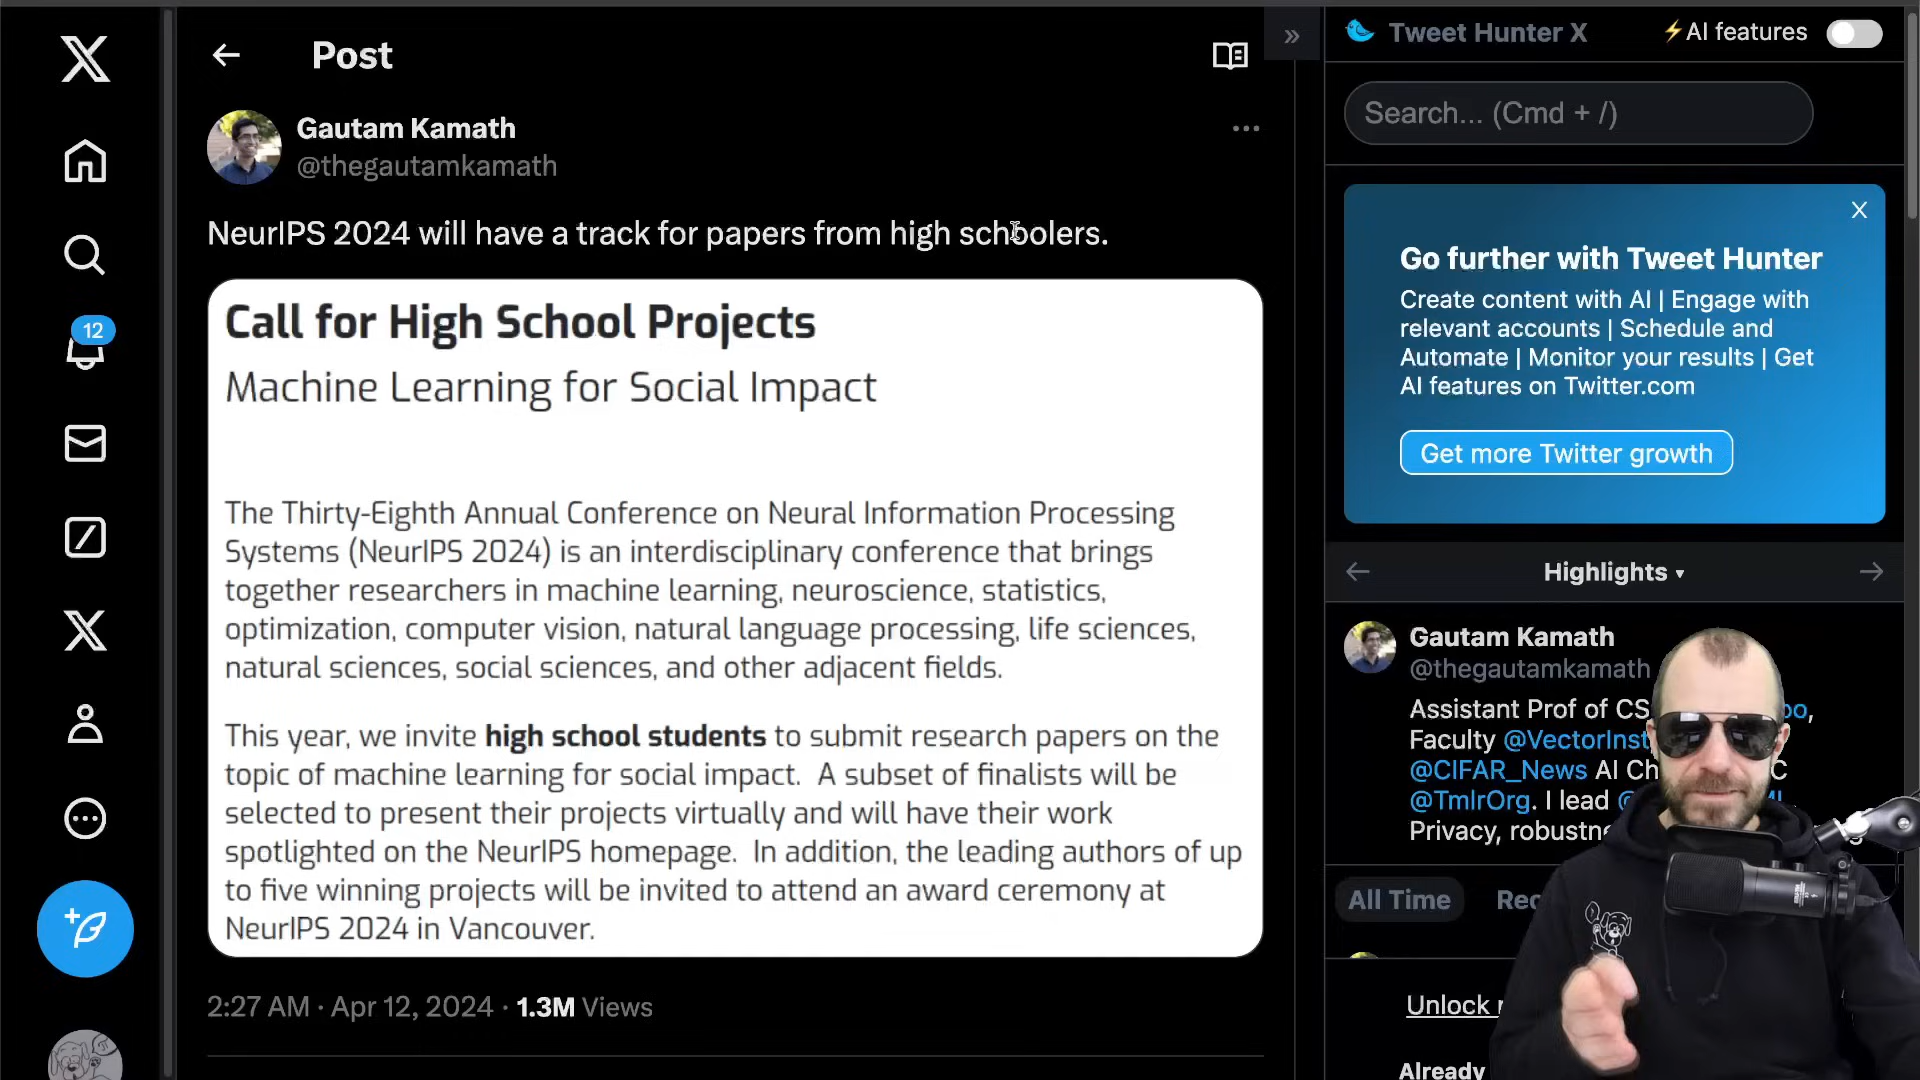 Post
Gautam Kamath
@thegautamkamath
NeurIPS 2024 will have a track for papers from high schoolers.
Call for High School Projects
Machine Learning for Social Impact
The Thirty-Eighth Annual Conference on Neural Information Processing
Systems (NeurIPS 2024) is an interdisciplinary conference that brings
together researchers in machine learning, neuroscience, statistics,
optimization, computer vision, natural language processing, life sciences,
natural sciences, social sciences, and other adjacent fields.
This year, we invite high school students to submit research papers on the
topic of machine learning for social impact.  A subset of finalists will be
selected to present their projects virtually and will have their work
spotlighted on the NeurIPS homepage.  In addition, the leading authors of up
to five winning projects will be invited to attend an award ceremony at
NeurIPS 2024 in Vancouver.
2:27 AM · Apr 12, 2024 · 1.3M Views
12
Tweet Hunter X
⚡AI features
Search... (Cmd + /)
X
Go further with Tweet Hunter
Create content with AI | Engage with
relevant accounts | Schedule and
Automate | Monitor your results | Get
AI features on Twitter.com
Get more Twitter growth
Highlights
Gautam Kamath
@thegautamkamath
Assistant Prof of CS
Faculty @VectorInst
@CIFAR_News AI Ch
@TmlrOrg. I lead
Privacy,
All Time
Unlock
Already